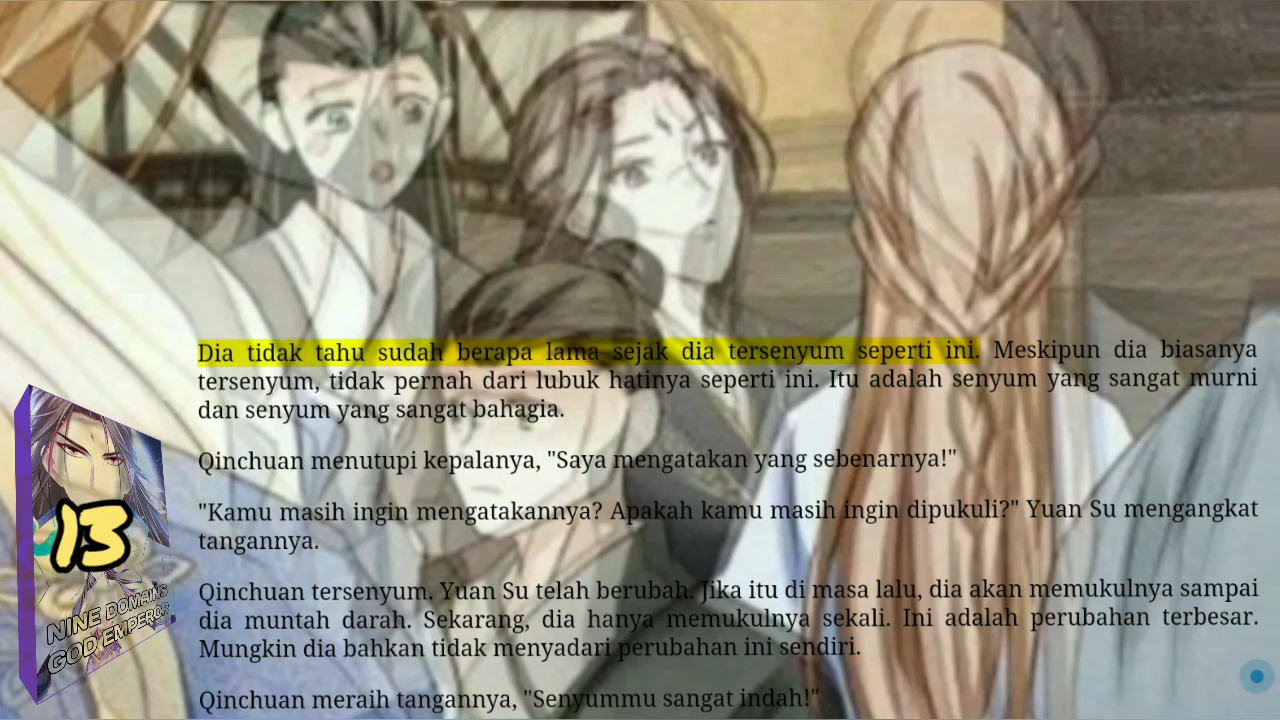 Dia tidak tahu sudah berapa lama sejak dia tersenyum seperti ini. Meskipun dia biasanya
tersenyum, tidak pernah dari lubuk hatinya seperti ini. Itu adalah senyum yang sangat murni
dan senyum yang sangat bahagia.
Qinchuan menutupi kepalanya, "Saya mengatakan yang sebenarnya!"
"Kamu masih ingin mengatakannya? Apakah kamu masih ingin dipukuli?" Yuan Su mengangkat
tangannya.
Qinchuan tersenyum. Yuan Su telah berubah. Jika itu di masa lalu, dia akan memukulnya sampai
dia muntah darah. Sekarang, dia hanya memukulnya sekali. Ini adalah perubahan terbesar.
Mungkin dia bahkan tidak menyadari perubahan ini sendiri.
Qinchuan meraih tangannya, "Senyummu sangat indah!"
13
NINE DOMAINS
GOD EMPEROR